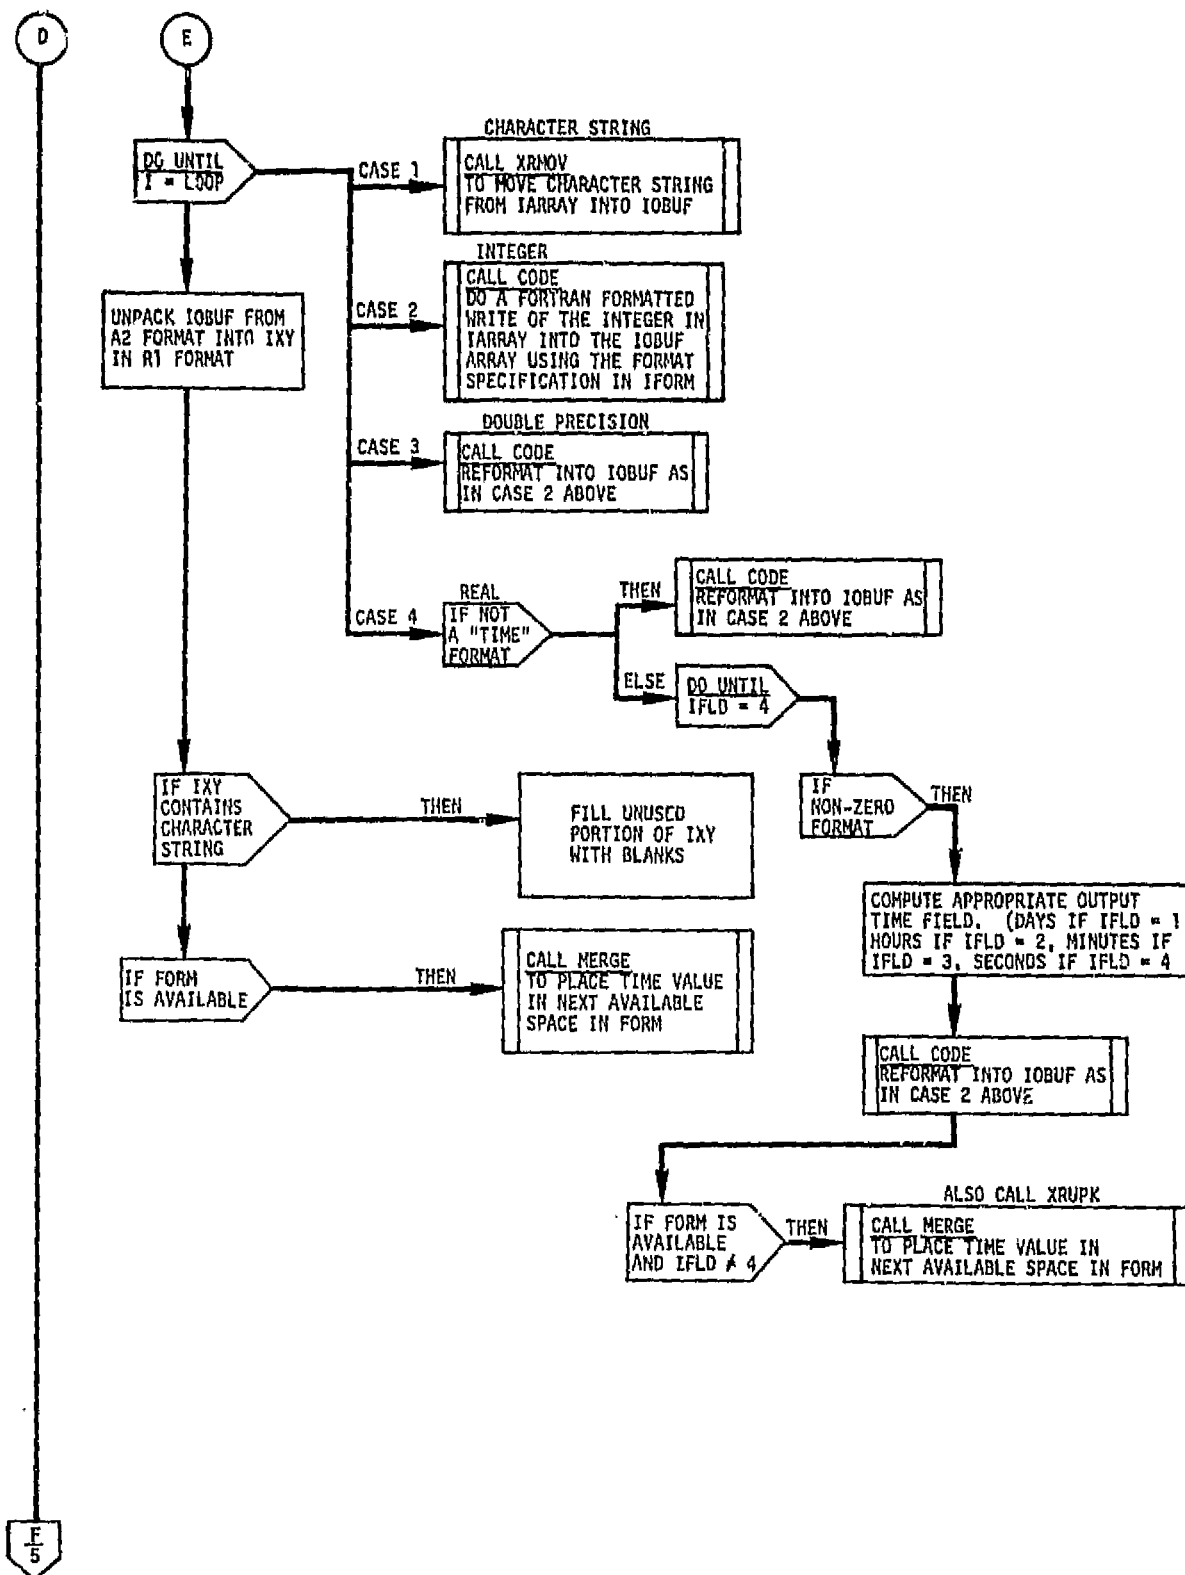 D
E
DO UNTIL
I = LOOP
CASE 1
CHARACTER STRING
CALL XRMOV
TO MOVE CHARACTER STRING
FROM IARRAY INTO IOBUF
CASE 2
INTEGER
CALL CODE
DO A FORTRAN FORMATTED
WRITE OF THE INTEGER IN
IARRAY INTO THE IOBUF
ARRAY USING THE FORMAT
SPECIFICATION IN IFORM
UNPACK IOBUF FROM
A2 FORMAT INTO IXY
IN R1 FORMAT
CASE 3
DOUBLE PRECISION
CALL CODE
REFORMAT INTO IOBUF AS
IN CASE 2 ABOVE
CASE 4
REAL
IF NOT
A "TIME"
FORMAT
THEN
CALL CODE
REFORMAT INTO IOBUF AS
IN CASE 2 ABOVE
ELSE
DO UNTIL
IFLD = 4
IF
NON-ZERO
FORMAT
THEN
COMPUTE APPROPRIATE OUTPUT
TIME FIELD. (DAYS IF IFLD = 1
HOURS IF IFLD = 2, MINUTES IF
IFLD = 3, SECONDS IF IFLD = 4
CALL CODE
REFORMAT INTO IOBUF AS
IN CASE 2 ABOVE
IF FORM IS
AVAILABLE
AND IFLD ≠ 4
THEN
ALSO CALL XRUPK
CALL MERGE
TO PLACE TIME VALUE IN
NEXT AVAILABLE SPACE IN FORM
IF IXY
CONTAINS
CHARACTER
STRING
THEN
FILL UNUSED
PORTION OF IXY
WITH BLANKS
IF FORM
IS AVAILABLE
THEN
CALL MERGE
TO PLACE TIME VALUE
IN NEXT AVAILABLE
SPACE IN FORM
F
5